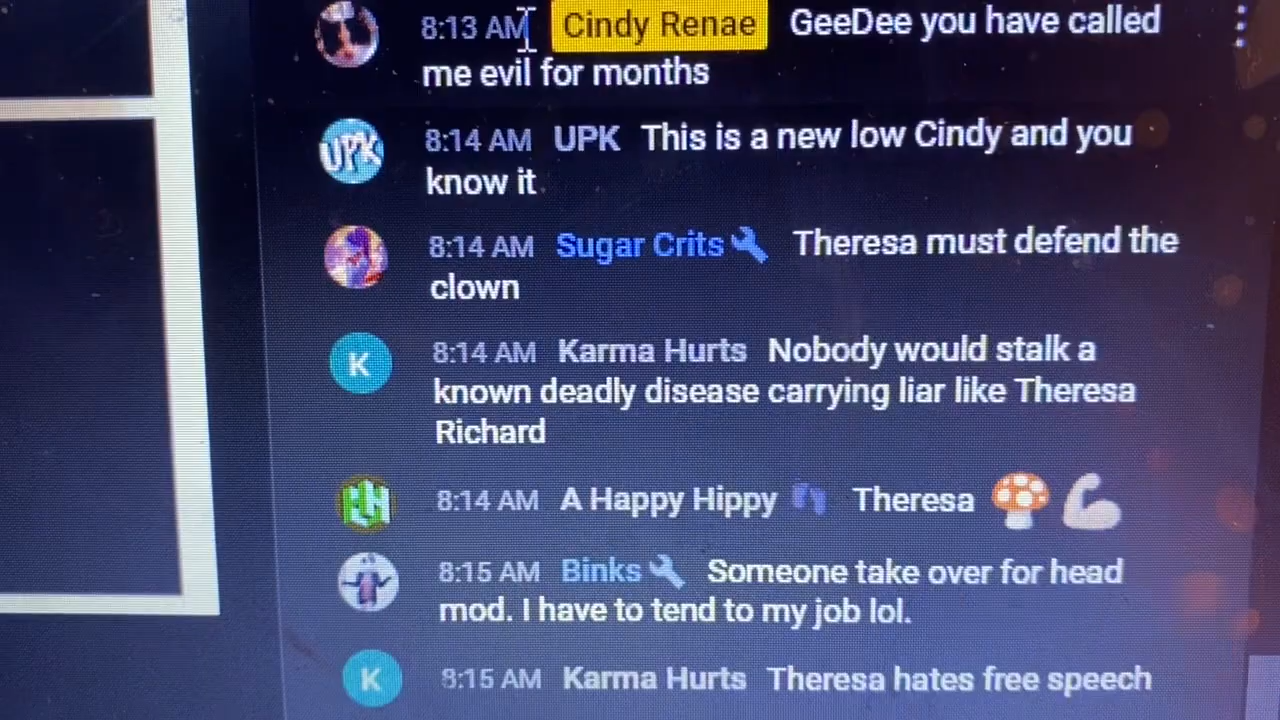 8:13 AM Cindy Renae GeeDee you have called
me evil for months
UPK
8:14 AM UPK This is a new low Cindy and you
know it
8:14 AM Sugar Crits🔧 Theresa must defend the
clown
K
8:14 AM Karma Hurts Nobody would stalk a
known deadly disease carrying liar like Theresa
Richard
HH
8:14 AM A Happy Hippy 👣 Theresa 🍄 💪
8:15 AM Binks🔧 Someone take over for head
mod. I have to tend to my job lol.
K
8:15 AM Karma Hurts Theresa hates free speech